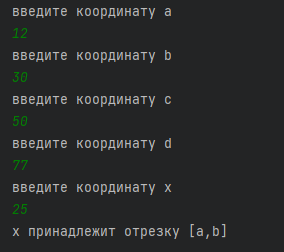 введите координату a
12
введите координату b
30
введите координату c
50
введите координату d
77
введите координату x
25
x принадлежит отрезку [a,b]